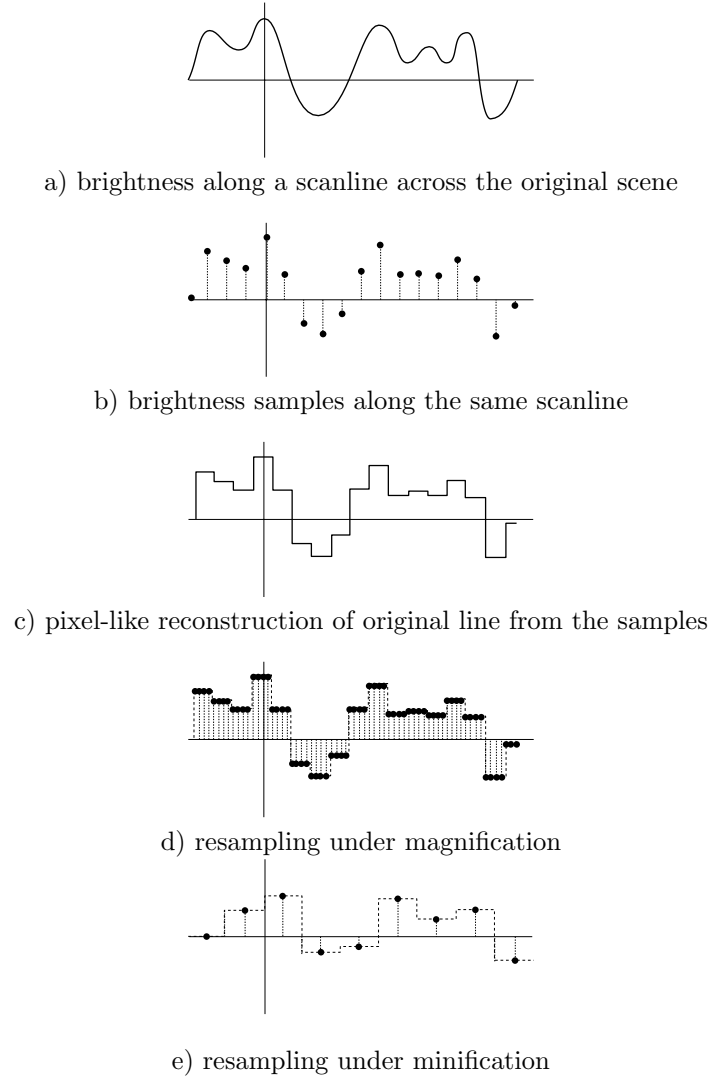 a) brightness along a scanline across the original scene
b) brightness samples along the same scanline
c) pixel-like reconstruction of original line from the samples
d) resampling under magnification
e) resampling under minification